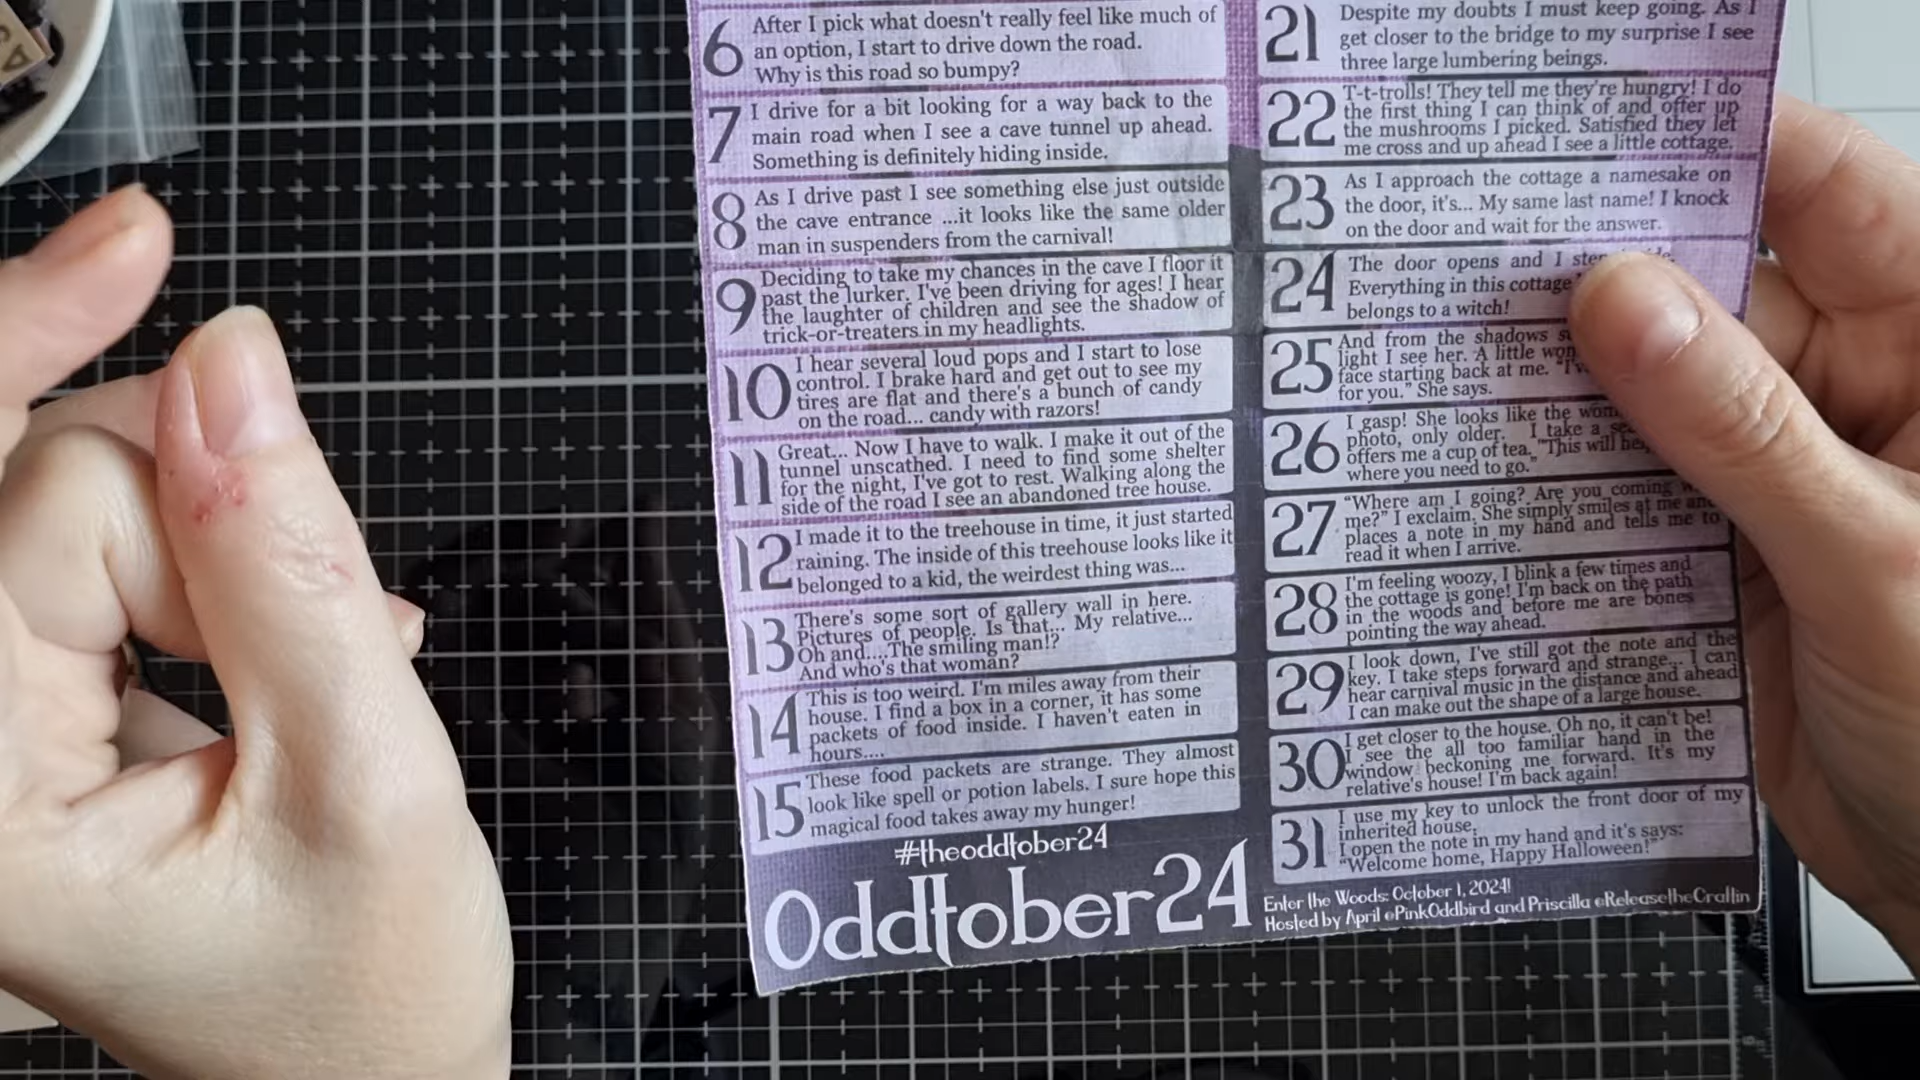 6
After I pick what doesn't really feel like much of
an option, I start to drive down the road.
Why is this road so bumpy?
7
I drive for a bit looking for a way back to the
main road when I see a cave tunnel up ahead.
Something is definitely hiding inside.
8
As I drive past I see something else just outside
the cave entrance ...it looks like the same older
man in suspenders from the carnival!
9
Deciding to take my chances in the cave I floor it
past the lurker. I've been driving for ages! I hear
the laughter of children and see the shadow of
trick-or-treaters in my headlights.
10
I hear several loud pops and I start to lose
control. I brake hard and get out to see my
tires are flat and there's a bunch of candy
on the road... candy with razors!
11
Great... Now I have to walk. I make it out of the
tunnel unscathed. I need to find some shelter
for the night, I've got to rest. Walking along the
side of the road I see an abandoned tree house.
12
I made it to the treehouse in time, it just started
raining. The inside of this treehouse looks like it
belonged to a kid, the weirdest thing was...
13
There's some sort of gallery wall in here.
Pictures of people. Is that... My relative...
Oh and....The smiling man!?
And who's that woman?
14
This is too weird. I'm miles away from their
house. I find a box in a corner, it has some
packets of food inside. I haven't eaten in
hours....
15
These food packets are strange. They almost
look like spell or potion labels. I sure hope this
magical food takes away my hunger!
21
Despite my doubts I must keep going. As I
get closer to the bridge to my surprise I see
three large lumbering beings.
22
T-t-trolls! They tell me they're hungry! I do
the first thing I can think of and offer up
the mushrooms I picked. Satisfied they let
me cross and up ahead I see a little cottage.
23
As I approach the cottage a namesake on
the door, it's... My same last name! I knock
on the door and wait for the answer.
24
The door opens and I
Everything in this cottage
belongs to a witch!
25
And from the shadows
light I see her. A little
face starting back at me.
for you." She says.
26
I gasp! She looks like the
photo, only older. I take a
offers me a cup of tea. "This will
where you need to go."
27
"Where am I going? Are you coming
me?" I exclaim. She simply smiles at me and
places a note in my hand and tells me to
read it when I arrive.
28
I'm feeling woozy, I blink a few times and
the cottage is gone! I'm back on the path
in the woods and before me are bones
pointing the way ahead.
29
I look down, I've still got the note and the
key. I take steps forward and strange... I can
hear carnival music in the distance and ahead
I can make out the shape of a large house.
30
I get closer to the house. Oh no, it can't be!
I see the all too familiar hand in the
window beckoning me forward. It's my
relative's house! I'm back again!
31
I use my key to unlock the front door of my
inherited house.
I open the note in my hand and it's says:
"Welcome home, Happy Halloween!"
#theoddtober24
Oddtober24
Enter the Woods: October 1, 2024!
Hosted by April @PinkOddbird and Priscilla @ReleaseTheCraftin